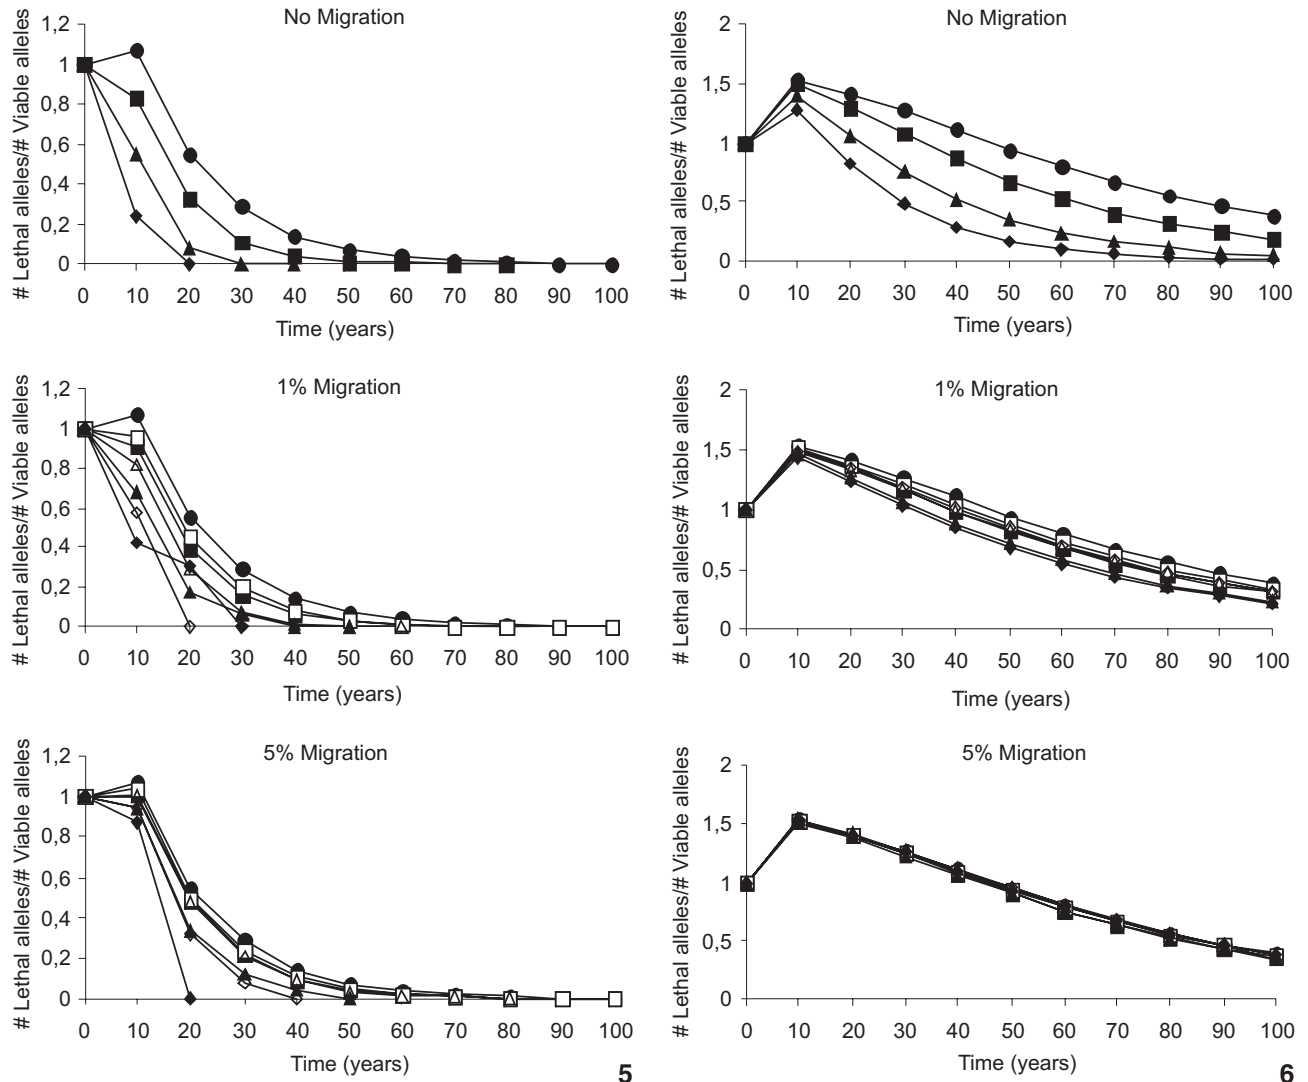 No Migration
# Lethal alleles/# Viable alleles
1,2
1
0,8
0,6
0,4
0,2
0
0 10 20 30 40 50 60 70 80 90 100
Time (years)
1% Migration
# Lethal alleles/# Viable alleles
1,2
1
0,8
0,6
0,4
0,2
0
0 10 20 30 40 50 60 70 80 90 100
Time (years)
5% Migration
# Lethal alleles/# Viable alleles
1,2
1
0,8
0,6
0,4
0,2
0
0 10 20 30 40 50 60 70 80 90 100
Time (years)
5
No Migration
# Lethal alleles/# Viable alleles
2
1,5
1
0,5
0
0 10 20 30 40 50 60 70 80 90 100
Time (years)
1% Migration
# Lethal alleles/# Viable alleles
2
1,5
1
0,5
0
0 10 20 30 40 50 60 70 80 90 100
Time (years)
5% Migration
# Lethal alleles/# Viable alleles
2
1,5
1
0,5
0
0 10 20 30 40 50 60 70 80 90 100
Time (years)
6